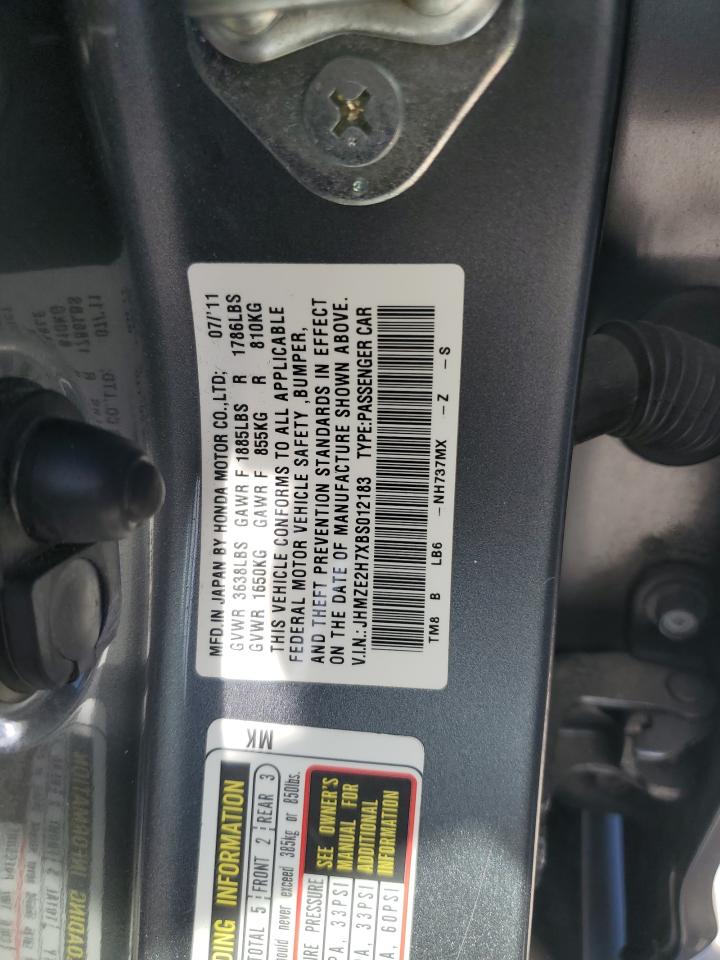 MFD.IN JAPAN BY HONDA MOTOR CO.,LTD; 07/'11
GVWR 3638LBS GAWR F 1885LBS R 1786LBS
GVWR 1650KG GAWR F 855KG R 810KG
THIS VEHICLE CONFORMS TO ALL APPLICABLE
FEDERAL MOTOR VEHICLE SAFETY ,BUMPER,
AND THEFT PREVENTION STANDARDS IN EFFECT
ON THE DATE OF MANUFACTURE SHOWN ABOVE.
V.I.N.:JHMZE2H7XBS012183 TYPE:PASSENGER CAR
TM8 B LB6 -NH737MX -Z -S
MK
INFORMATION
TOTAL 5 FRONT 2 REAR 3
never exceed 385kg or 850lbs.
PRESSURE
SEE OWNER'S
MANUAL FOR
ADDITIONAL
INFORMATION
33PSI
33PSI
60PSI